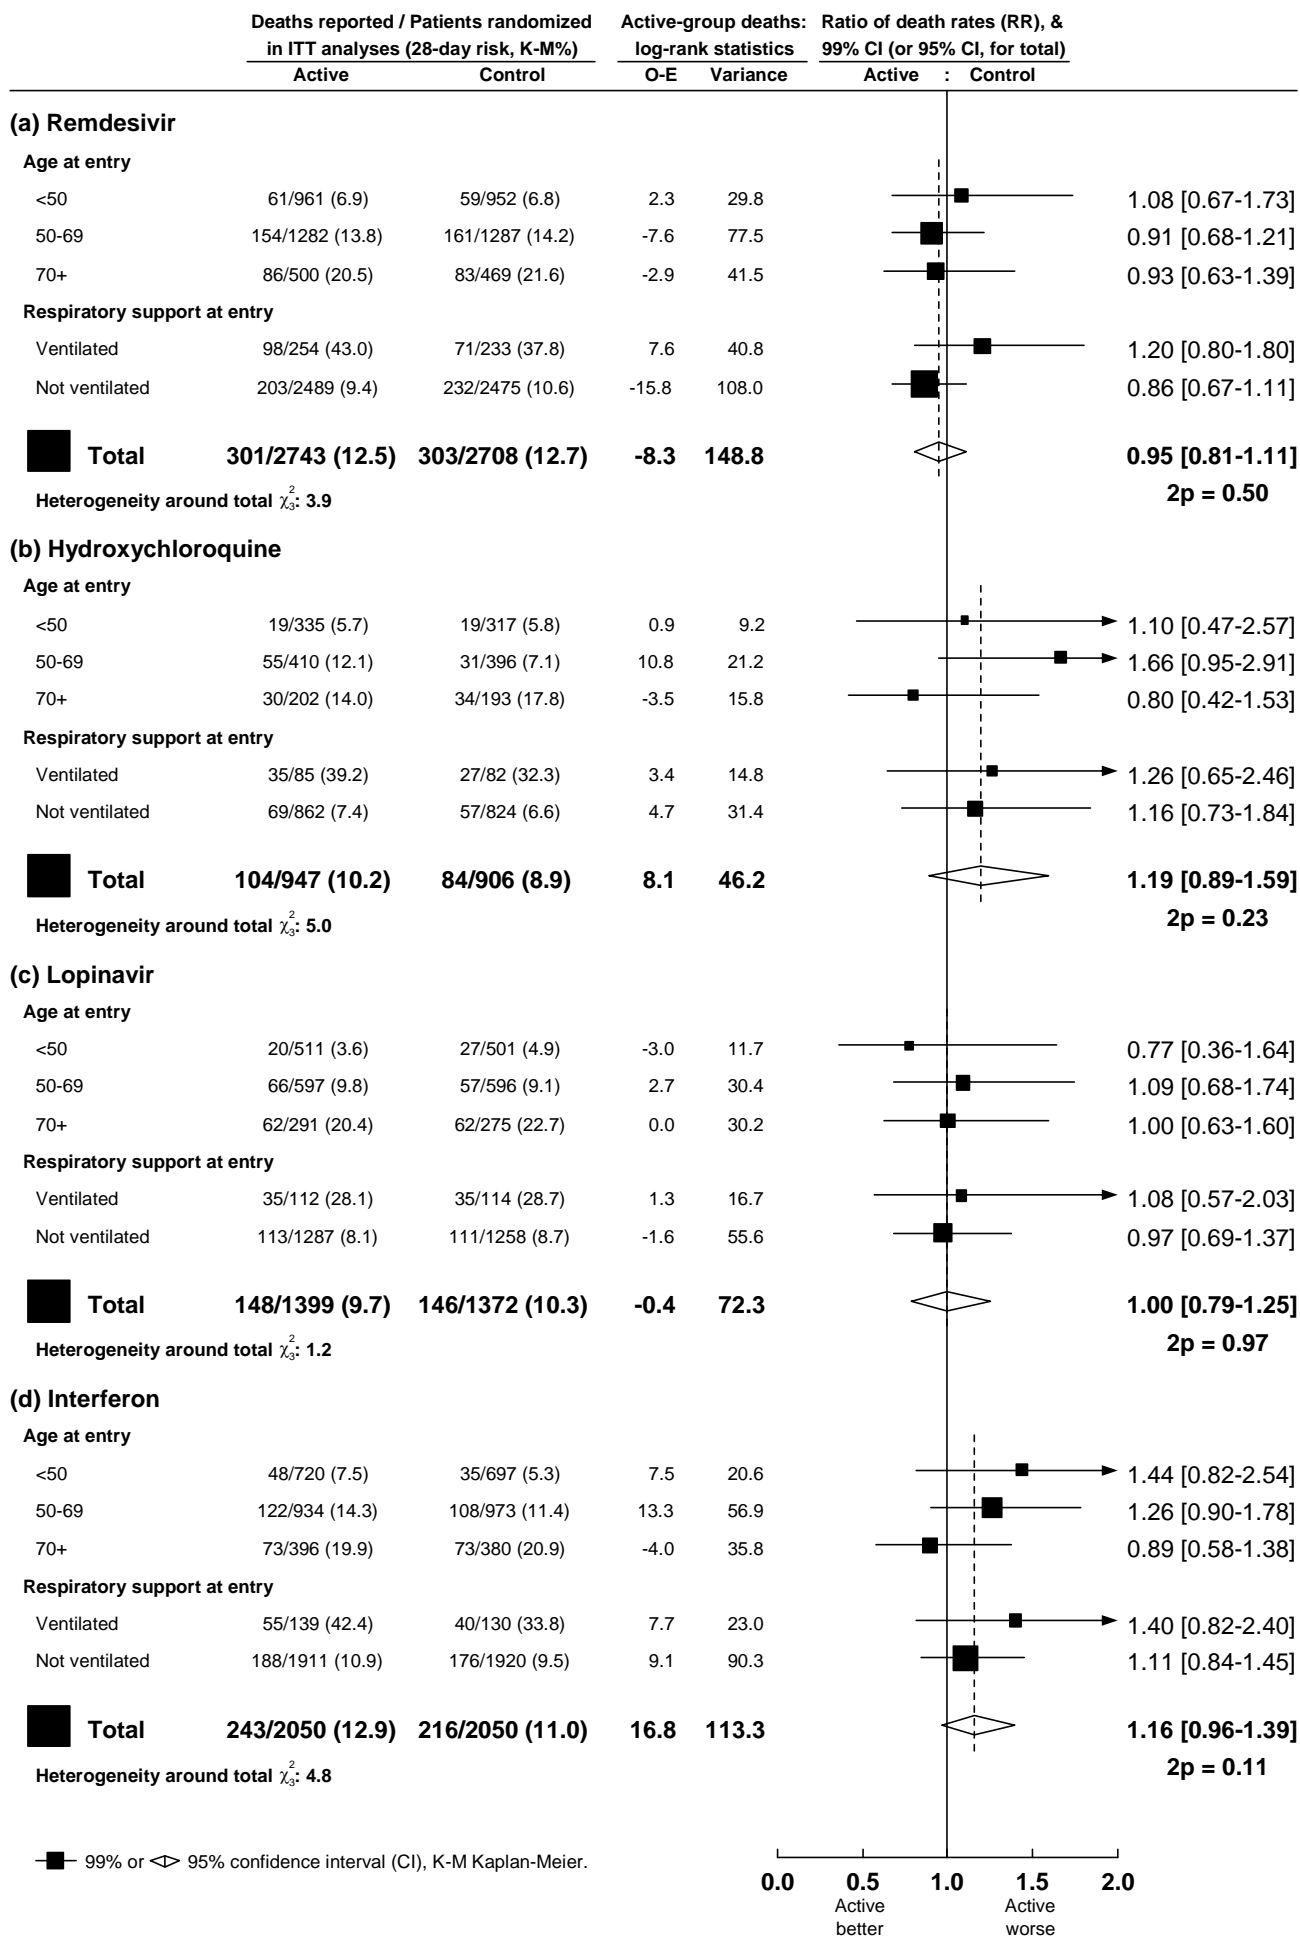 Deaths reported / Patients randomized Active-group deaths: Ratio of death rates (RR), &
in ITT analyses (28-day risk, K-M%) log-rank statistics 99% CI (or 95% CI, for total)
Active Control O-E Variance Active : Control
(a) Remdesivir
Age at entry
<50 61/961 (6.9) 59/952 (6.8) 2.3 29.8 1.08 [0.67-1.73]
50-69 154/1282 (13.8) 161/1287 (14.2) -7.6 77.5 0.91 [0.68-1.21]
70+ 86/500 (20.5) 83/469 (21.6) -2.9 41.5 0.93 [0.63-1.39]
Respiratory support at entry
Ventilated 98/254 (43.0) 71/233 (37.8) 7.6 40.8 1.20 [0.80-1.80]
Not ventilated 203/2489 (9.4) 232/2475 (10.6) -15.8 108.0 0.86 [0.67-1.11]
Total 301/2743 (12.5) 303/2708 (12.7) -8.3 148.8 0.95 [0.81-1.11]
Heterogeneity around total χ²₃: 3.9 2p = 0.50
(b) Hydroxychloroquine
Age at entry
<50 19/335 (5.7) 19/317 (5.8) 0.9 9.2 1.10 [0.47-2.57]
50-69 55/410 (12.1) 31/396 (7.1) 10.8 21.2 1.66 [0.95-2.91]
70+ 30/202 (14.0) 34/193 (17.8) -3.5 15.8 0.80 [0.42-1.53]
Respiratory support at entry
Ventilated 35/85 (39.2) 27/82 (32.3) 3.4 14.8 1.26 [0.65-2.46]
Not ventilated 69/862 (7.4) 57/824 (6.6) 4.7 31.4 1.16 [0.73-1.84]
Total 104/947 (10.2) 84/906 (8.9) 8.1 46.2 1.19 [0.89-1.59]
Heterogeneity around total χ²₃: 5.0 2p = 0.23
(c) Lopinavir
Age at entry
<50 20/511 (3.6) 27/501 (4.9) -3.0 11.7 0.77 [0.36-1.64]
50-69 66/597 (9.8) 57/596 (9.1) 2.7 30.4 1.09 [0.68-1.74]
70+ 62/291 (20.4) 62/275 (22.7) 0.0 30.2 1.00 [0.63-1.60]
Respiratory support at entry
Ventilated 35/112 (28.1) 35/114 (28.7) 1.3 16.7 1.08 [0.57-2.03]
Not ventilated 113/1287 (8.1) 111/1258 (8.7) -1.6 55.6 0.97 [0.69-1.37]
Total 148/1399 (9.7) 146/1372 (10.3) -0.4 72.3 1.00 [0.79-1.25]
Heterogeneity around total χ²₃: 1.2 2p = 0.97
(d) Interferon
Age at entry
<50 48/720 (7.5) 35/697 (5.3) 7.5 20.6 1.44 [0.82-2.54]
50-69 122/934 (14.3) 108/973 (11.4) 13.3 56.9 1.26 [0.90-1.78]
70+ 73/396 (19.9) 73/380 (20.9) -4.0 35.8 0.89 [0.58-1.38]
Respiratory support at entry
Ventilated 55/139 (42.4) 40/130 (33.8) 7.7 23.0 1.40 [0.82-2.40]
Not ventilated 188/1911 (10.9) 176/1920 (9.5) 9.1 90.3 1.11 [0.84-1.45]
Total 243/2050 (12.9) 216/2050 (11.0) 16.8 113.3 1.16 [0.96-1.39]
Heterogeneity around total χ²₃: 4.8 2p = 0.11
99% or 95% confidence interval (CI), K-M Kaplan-Meier.
0.0 0.5 1.0 1.5 2.0
Active Active
better worse